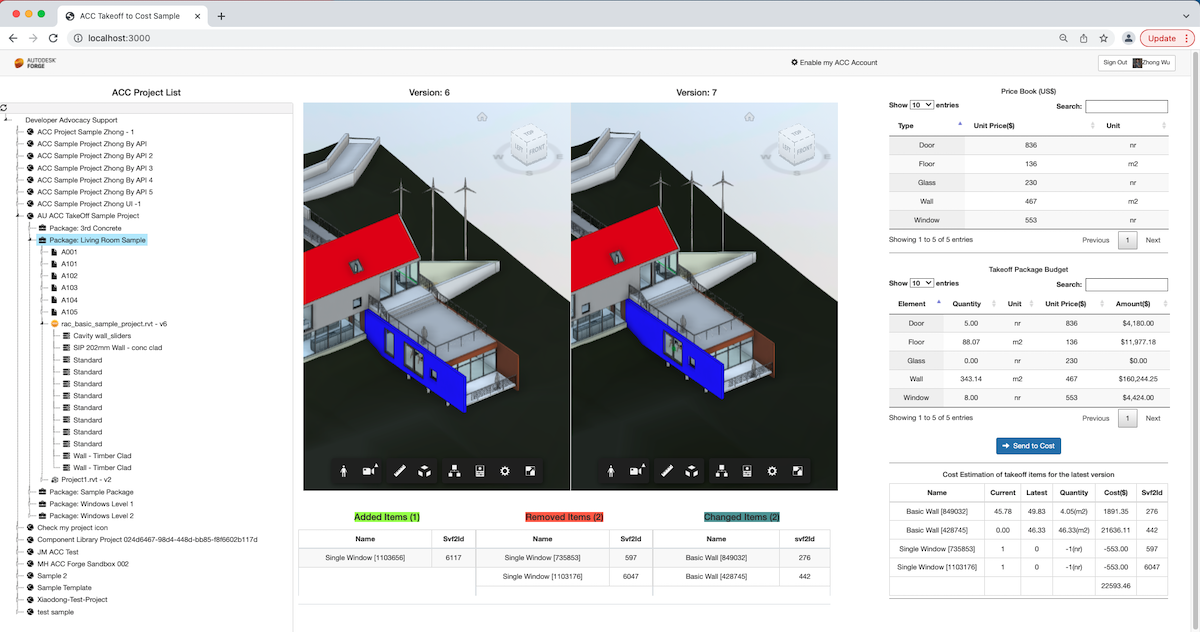 ACC Takeoff to Cost Sample
localhost:3000
Update
AUTODESK
FORGE
Enable my ACC Account
Sign Out Zhong Wu
ACC Project List
Developer Advocacy Support
ACC Project Sample Zhong - 1
ACC Sample Project Zhong By API
ACC Sample Project Zhong By API 2
ACC Sample Project Zhong By API 3
ACC Sample Project Zhong By API 4
ACC Sample Project Zhong By API 5
ACC Sample Project Zhong UI -1
AU ACC TakeOff Sample Project
Package: 3rd Concrete
Package: Living Room Sample
A001
A101
A102
A103
A104
A105
rac_basic_sample_project.rvt - v6
Cavity wall_sliders
SIP 202mm Wall - conc clad
Standard
Standard
Standard
Standard
Standard
Standard
Standard
Standard
Wall - Timber Clad
Wall - Timber Clad
Project1.rvt - v2
Package: Sample Package
Package: Windows Level 1
Package: Windows Level 2
Check my project icon
Component Library Project 024d6467-98d4-448d-bb85-f8f6602b117d
JM ACC Test
MH ACC Forge Sandbox 002
Sample 2
Sample Template
Xiaodong-Test-Project
test sample
Version: 6
Version: 7
TOP
FRONT
W
TOP
FRONT
W
Added Items (1)
Name Svf2Id
Single Window [1103656] 6117
Removed Items (2)
Name Svf2Id
Single Window [735853] 597
Single Window [1103176] 6047
Changed Items (2)
Name svf2Id
Basic Wall [849032] 276
Basic Wall [428745] 442
Price Book (US$)
Show 10 entries Search:
Type Unit Price($) Unit
Door 836 nr
Floor 136 m2
Glass 230 nr
Wall 467 m2
Window 553 nr
Showing 1 to 5 of 5 entries Previous 1 Next
Takeoff Package Budget
Show 10 entries Search:
Element Quantity Unit Unit Price($) Amount($)
Door 5.00 nr 836 $4,180.00
Floor 88.07 m2 136 $11,977.18
Glass 0.00 nr 230 $0.00
Wall 343.14 m2 467 $160,244.25
Window 8.00 nr 553 $4,424.00
Showing 1 to 5 of 5 entries Previous 1 Next
Send to Cost
Cost Estimation of takeoff items for the latest version
Name Current Latest Quantity Cost($) Svf2Id
Basic Wall [849032] 45.78 49.83 4.05(m2) 1891.35 276
Basic Wall [428745] 0.00 46.33 46.33(m2) 21636.11 442
Single Window [735853] 1 0 -1(nr) -553.00 597
Single Window [1103176] 1 0 -1(nr) -553.00 6047
22593.46